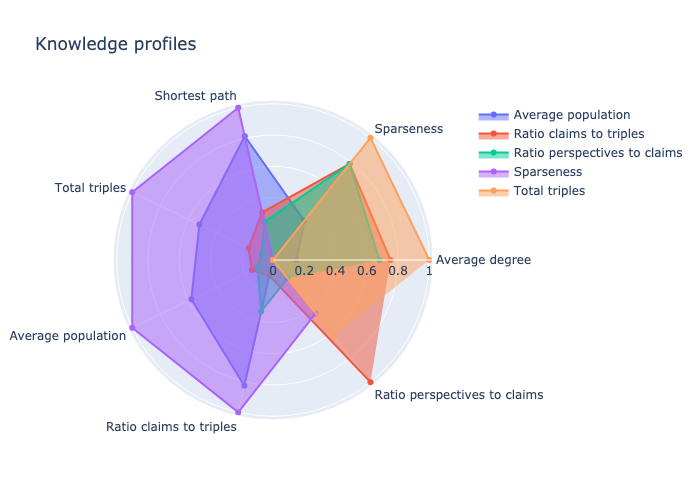 Knowledge profiles
Shortest path
Sparseness
Total triples
Average degree
0 0.2 0.4 0.6 0.8 1
Average population
Ratio claims to triples
Ratio perspectives to claims
Average population
Ratio claims to triples
Ratio perspectives to claims
Sparseness
Total triples